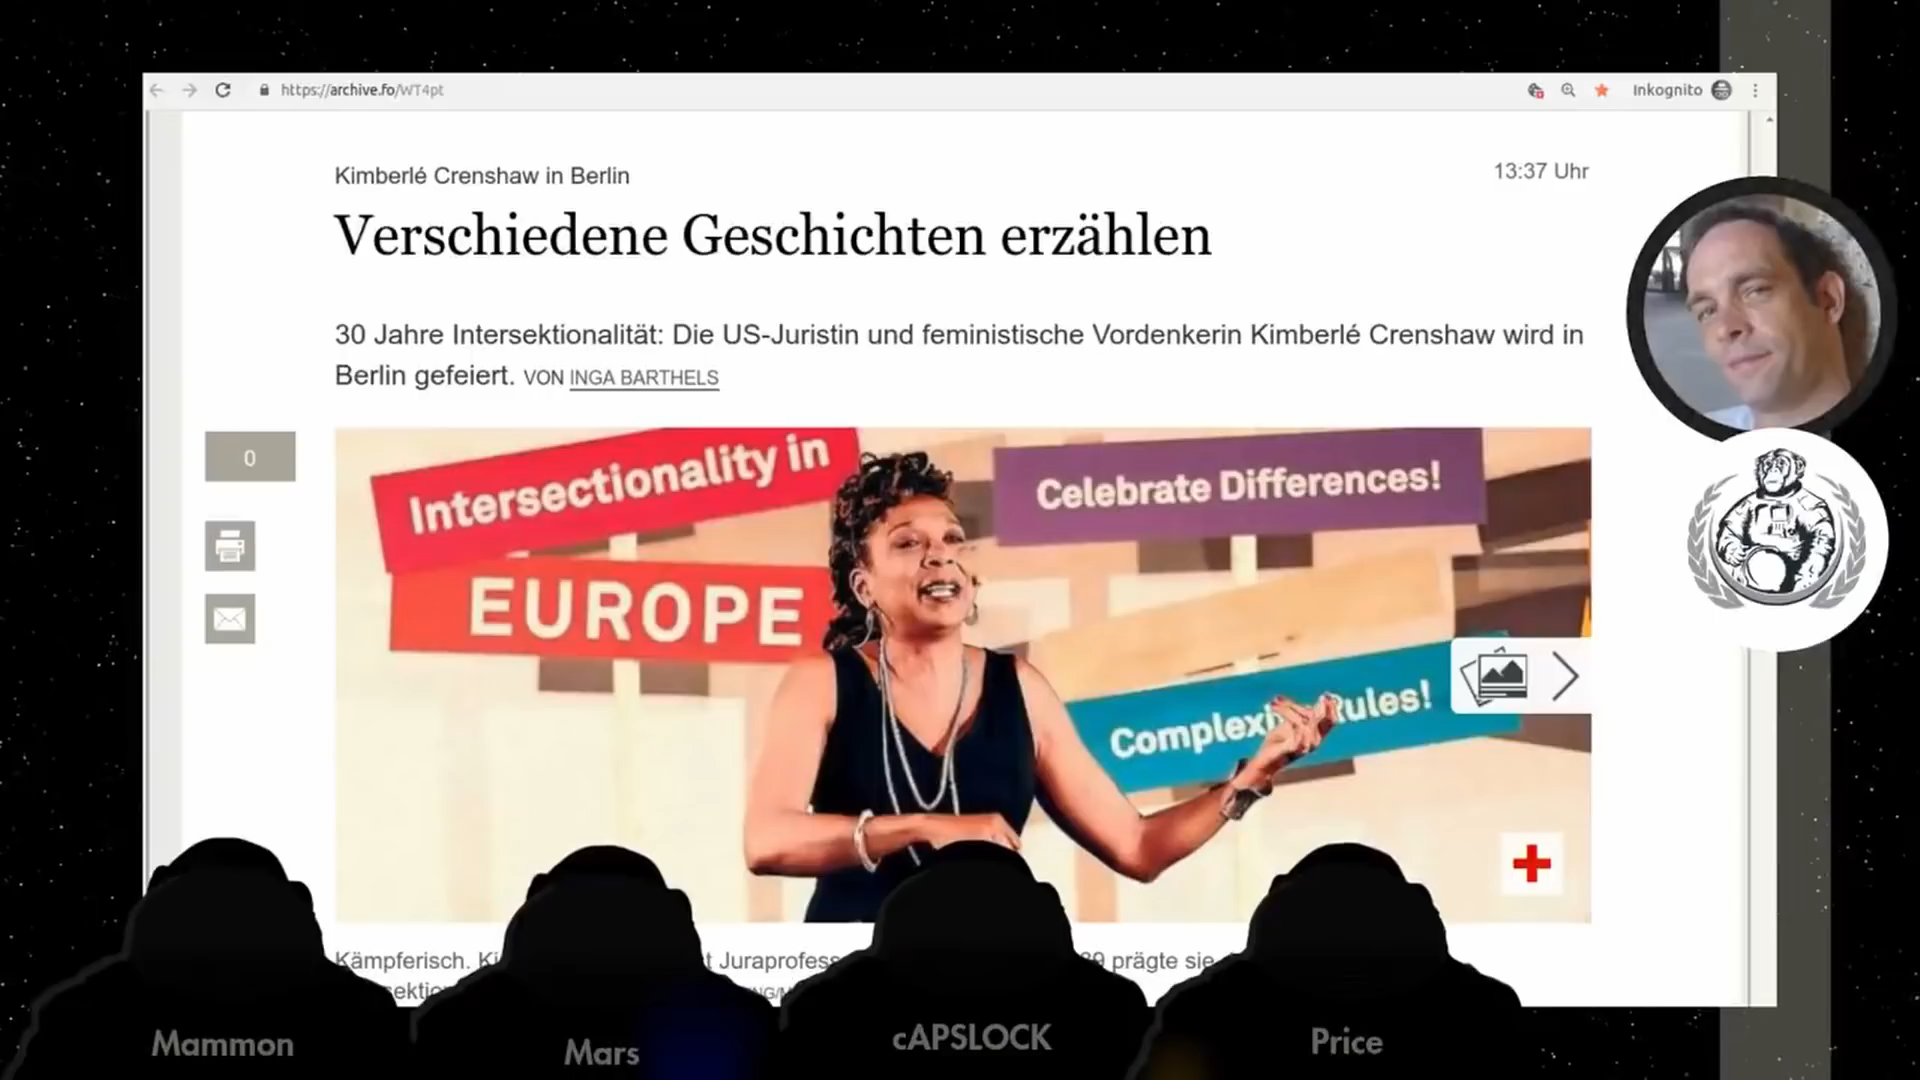 https://archive.fo/WT4pt
Inkognito
Kimberlé Crenshaw in Berlin
13:37 Uhr
Verschiedene Geschichten erzählen
30 Jahre Intersektionalität: Die US-Juristin und feministische Vordenkerin Kimberlé Crenshaw wird in
Berlin gefeiert. VON INGA BARTHELS
0
Intersectionality in
EUROPE
Celebrate Differences!
Rules!
Kämpferisch.
prägte sie
Mammon
Mars
cAPSLOCK
Price